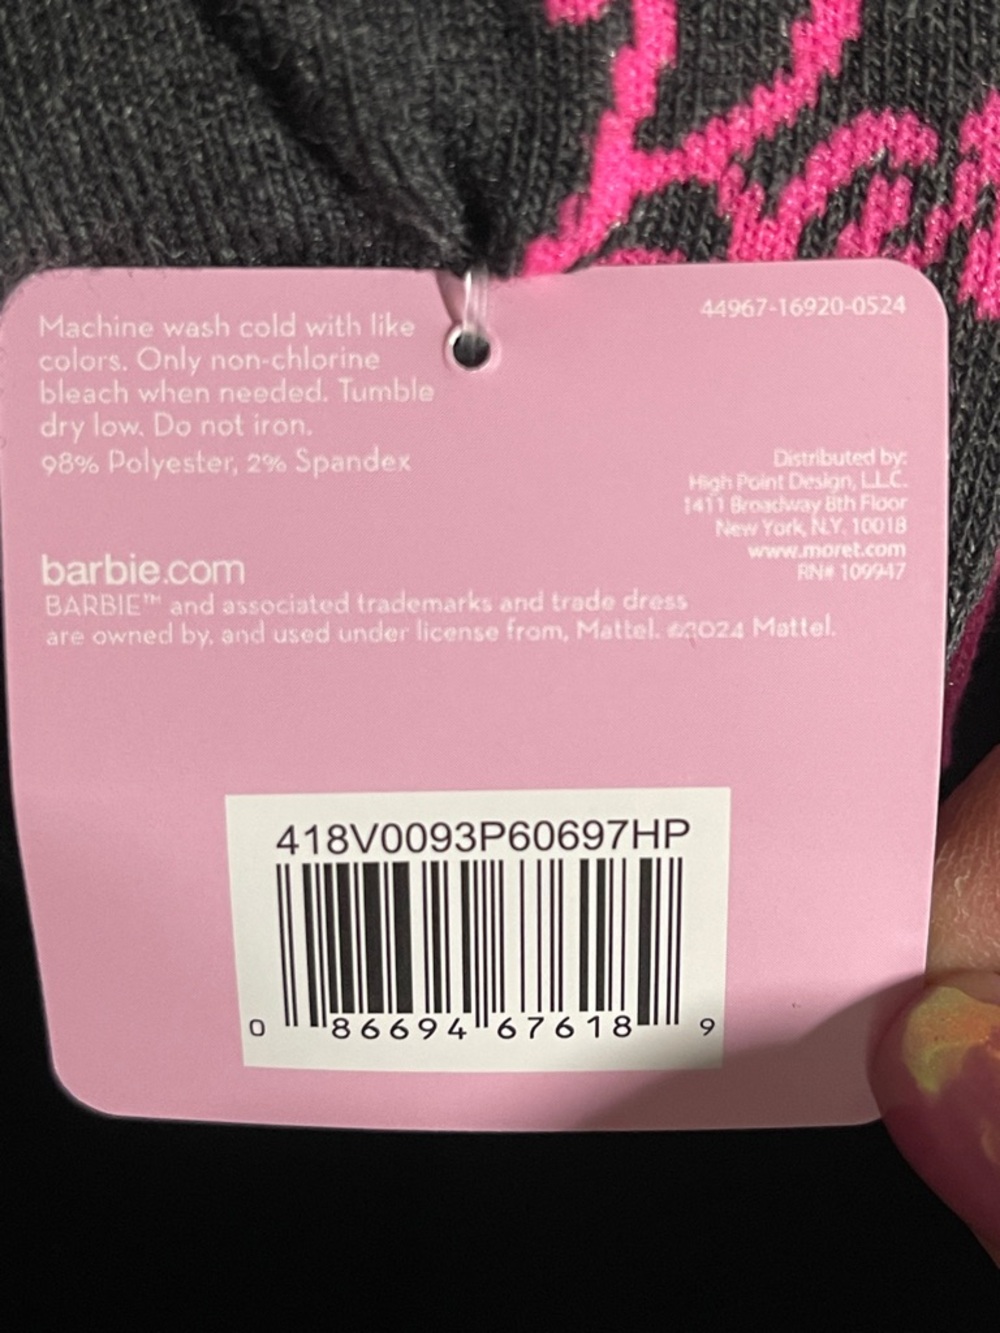 Machine wash cold with like
colors. Only non-chlorine
bleach when needed. Tumble
dry low. Do not iron.
98% Polyester, 2% Spandex
44967-16920-0524
Distributed by:
High Point Design, LLC.
1411 Broadway 8th Floor
New York, N.Y. 10018
www.moret.com
RN# 109947
barbie.com
BARBIE™ and associated trademarks and trade dress
are owned by, and used under license from, Mattel. ©2024 Mattel.
418V0093P60697HP
0 86694 67618 9